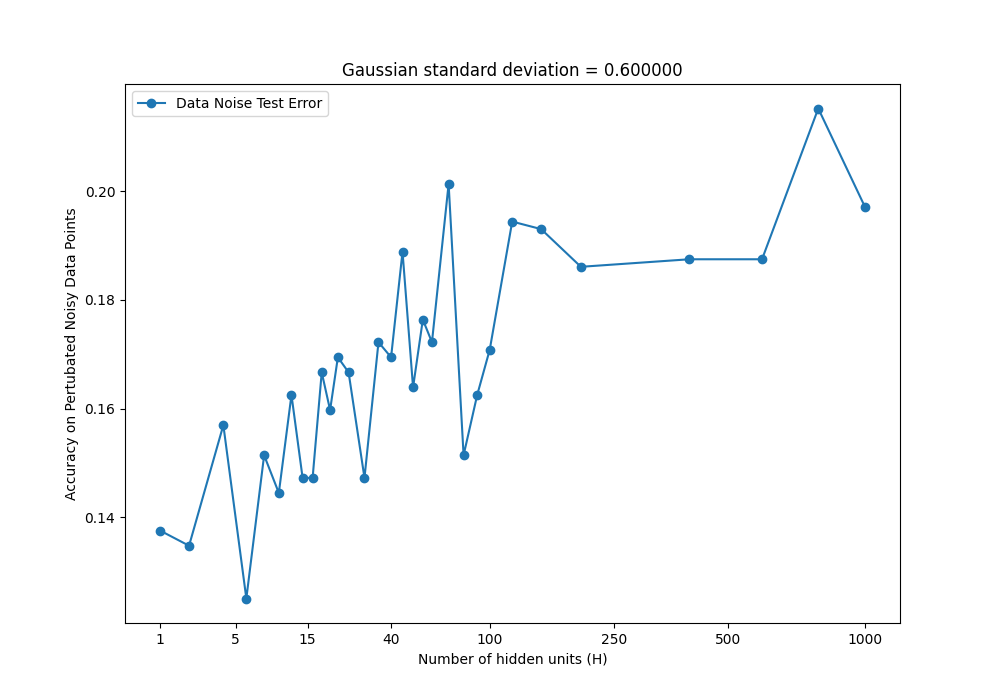 Gaussian standard deviation = 0.600000
Data Noise Test Error
Accuracy on Pertubated Noisy Data Points
0.20
0.18
0.16
0.14
1 5 15 40 100 250 500 1000
Number of hidden units (H)